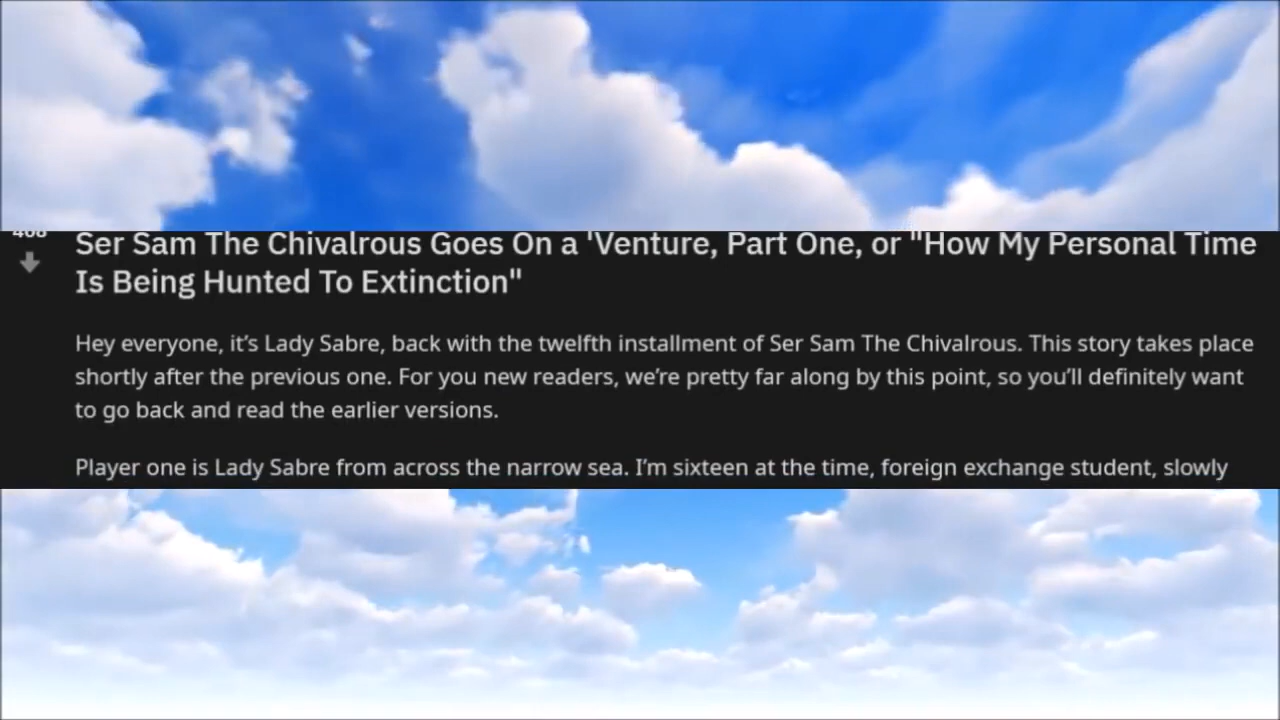 Ser Sam The Chivalrous Goes On a 'Venture, Part One, or "How My Personal Time
Is Being Hunted To Extinction"
Hey everyone, it’s Lady Sabre, back with the twelfth installment of Ser Sam The Chivalrous. This story takes place
shortly after the previous one. For you new readers, we’re pretty far along by this point, so you’ll definitely want
to go back and read the earlier versions.
Player one is Lady Sabre from across the narrow sea. I’m sixteen at the time, foreign exchange student, slowly